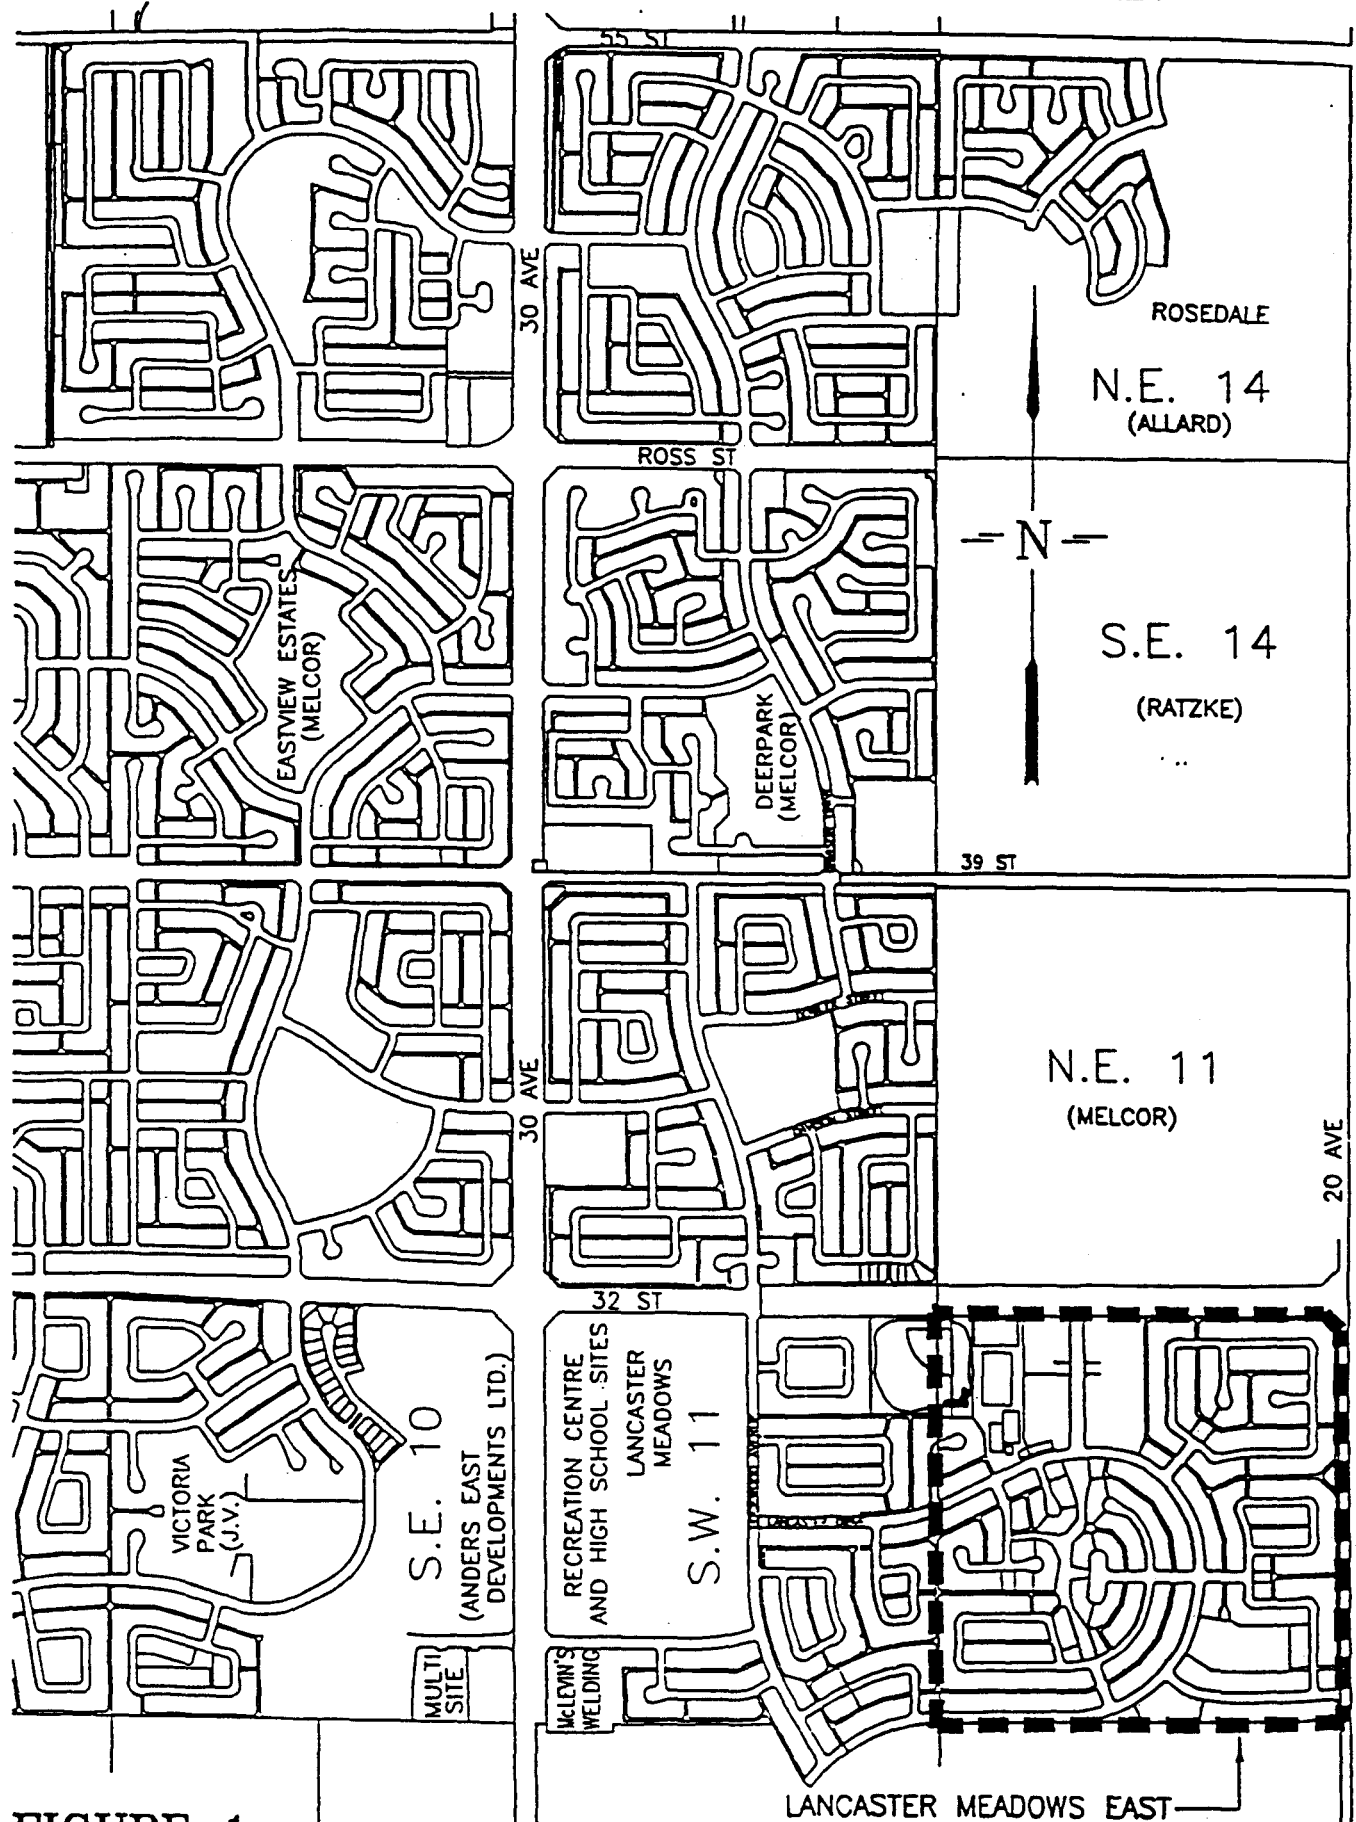 55 ST
30 AVE
ROSEDALE
N.E. 14
(ALLARD)
ROSS ST
N
EASTVIEW ESTATES
(MELCOR)
S.E. 14
(RATZKE)
DEERPARK
(MELCOR)
39 ST
30 AVE
N.E. 11
(MELCOR)
20 AVE
32 ST
VICTORIA
PARK
(J.V.)
S.E. 10
(ANDERS EAST
DEVELOPMENTS LTD.)
RECREATION CENTRE
AND HIGH SCHOOL SITES
LANCASTER
MEADOWS
S.W. 11
MULTI
SITE
McLEVIN'S
WELDING
LANCASTER MEADOWS EAST
FIGURE 1